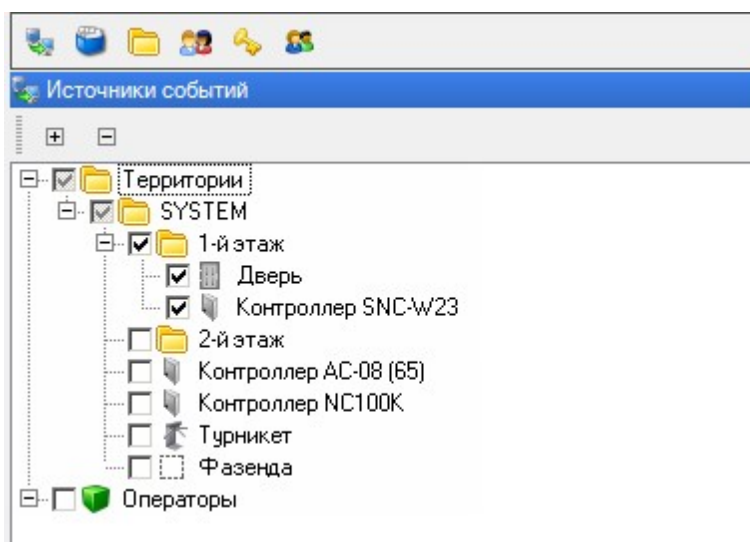 Источники событий
Территории
SYSTEM
1-й этаж
Дверь
Контроллер SNC-W23
2-й этаж
Контроллер AC-08 (65)
Контроллер NC100K
Турникет
Фазенда
Операторы